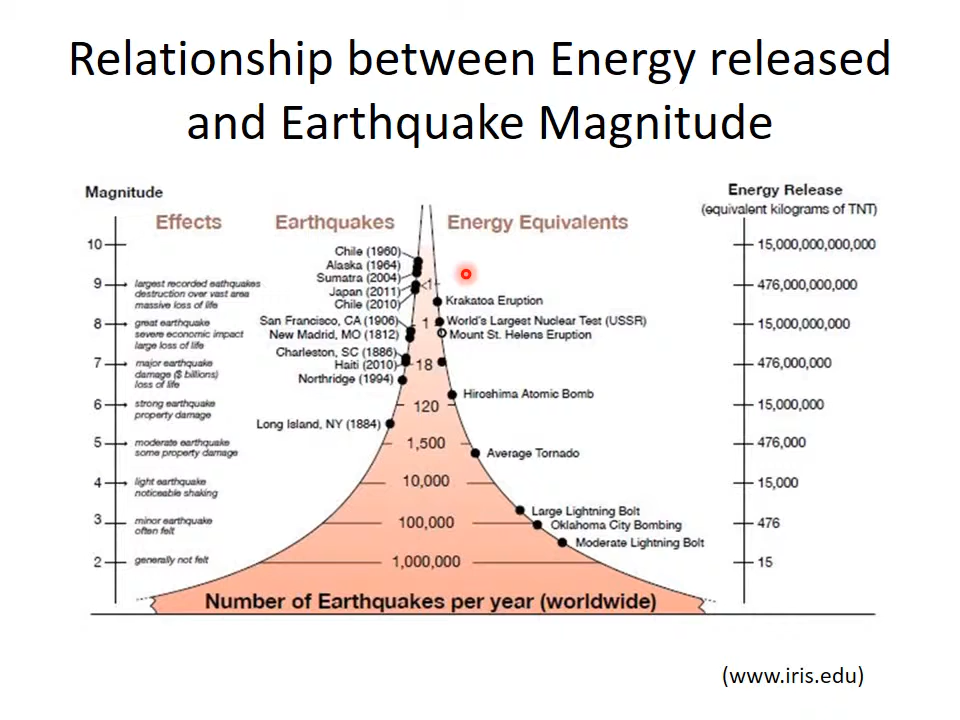 Relationship between Energy released
and Earthquake Magnitude
Magnitude
Effects
Earthquakes
Energy Equivalents
Energy Release
(equivalent kilograms of TNT)
10
Chile (1960)
Alaska (1964)
Sumatra (2004)
15,000,000,000,000
9
largest recorded eathquakes
destruction over vast area
massive loss of life
Japan (2011)
Chile (2010)
<1
Krakatoa Eruption
476,000,000,000
8
great earthquake
severe economic impact
large loss of life
San Francisco, CA (1906)
New Madrid, MO (1812)
1
World's Largest Nuclear Test (USSR)
Mount St. Helens Eruption
15,000,000,000
7
major earthquake
damage ($ billions)
loss of life
Charleston, SC (1886)
Haiti (2010)
Northridge (1994)
18
476,000,000
6
strong earthquake
property damage
Long Island, NY (1884)
120
Hiroshima Atomic Bomb
15,000,000
5
moderate earthquake
some property damage
1,500
Average Tornado
476,000
4
light earthquake
noticeable shaking
10,000
15,000
3
minor earthquake
often felt
100,000
Large Lightning Bolt
Oklahoma City Bombing
Moderate Lightning Bolt
476
2
generally not felt
1,000,000
15
Number of Earthquakes per year (worldwide)
(www.iris.edu)